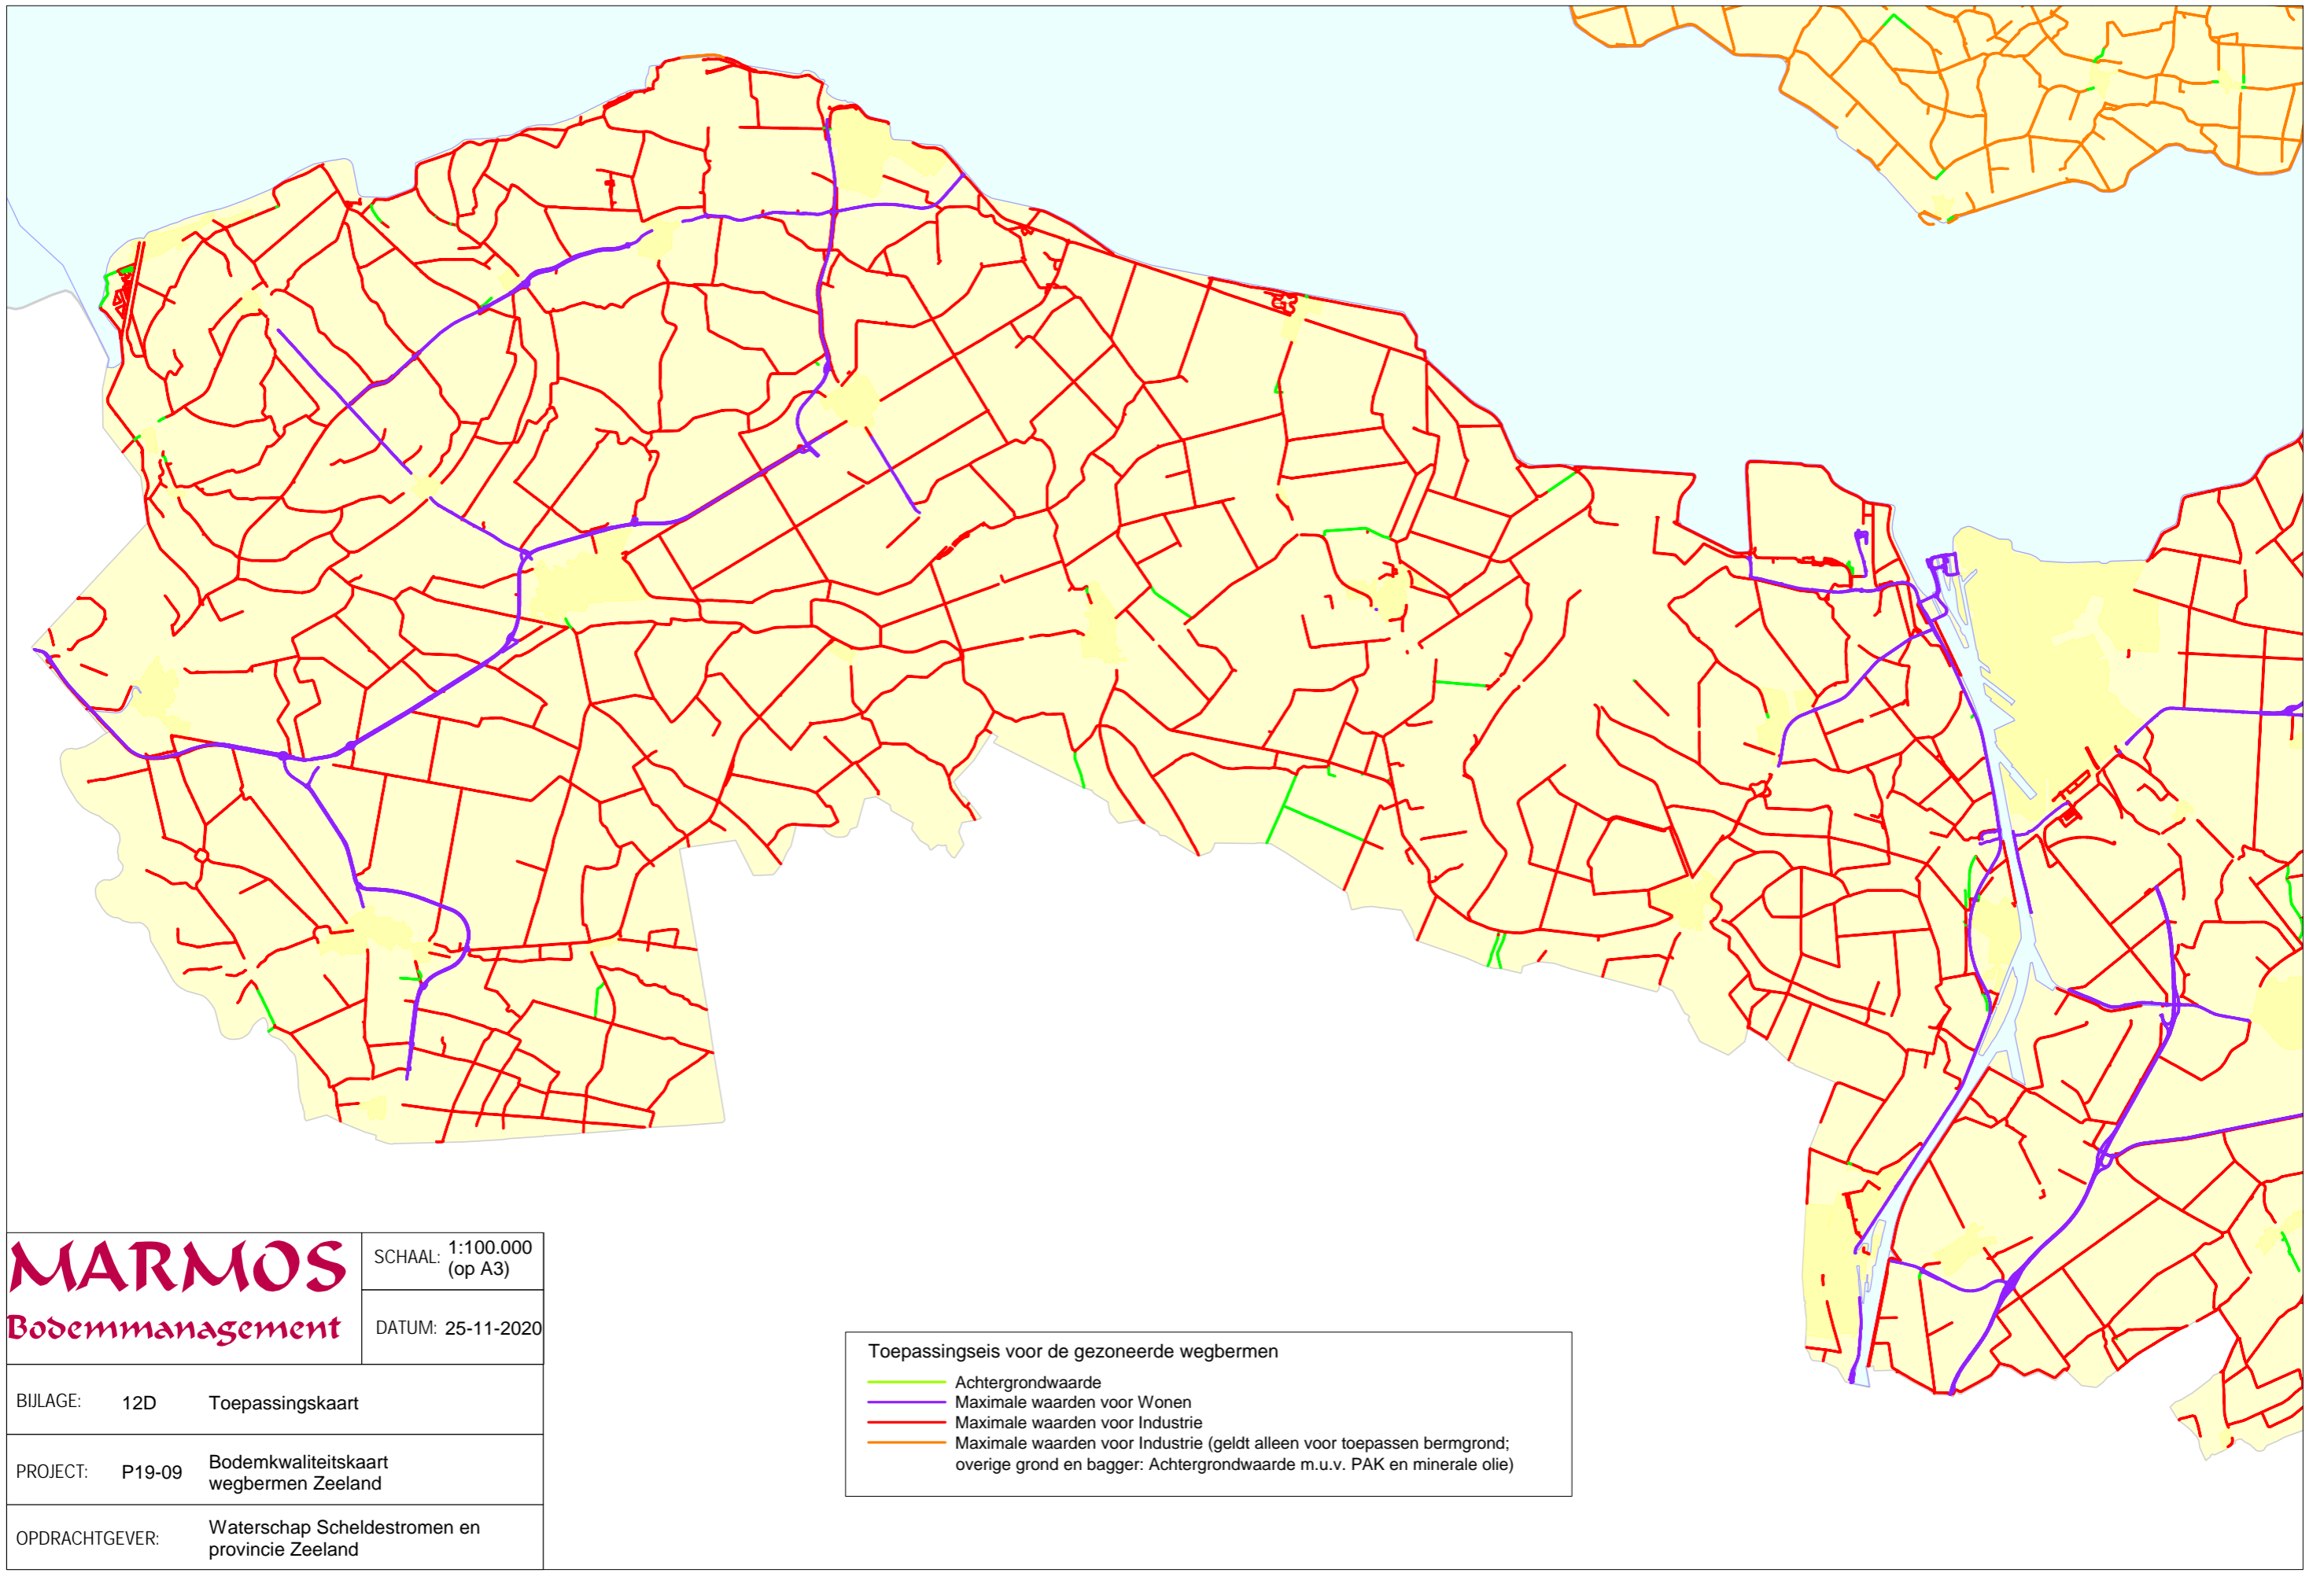 MARMOS
Bodemmanagement
SCHAAL: 1:100.000
(op A3)
DATUM: 25-11-2020
BIJLAGE: 12D Toepassingskaart
PROJECT: P19-09 Bodemkwaliteitskaart
wegbermen Zeeland
OPDRACHTGEVER: Waterschap Scheldestromen en
provincie Zeeland
Toepassingseis voor de gezoneerde wegbermen
Achtergrondwaarde
Maximale waarden voor Wonen
Maximale waarden voor Industrie
Maximale waarden voor Industrie (geldt alleen voor toepassen bermgrond;
overige grond en bagger: Achtergrondwaarde m.u.v. PAK en minerale olie)